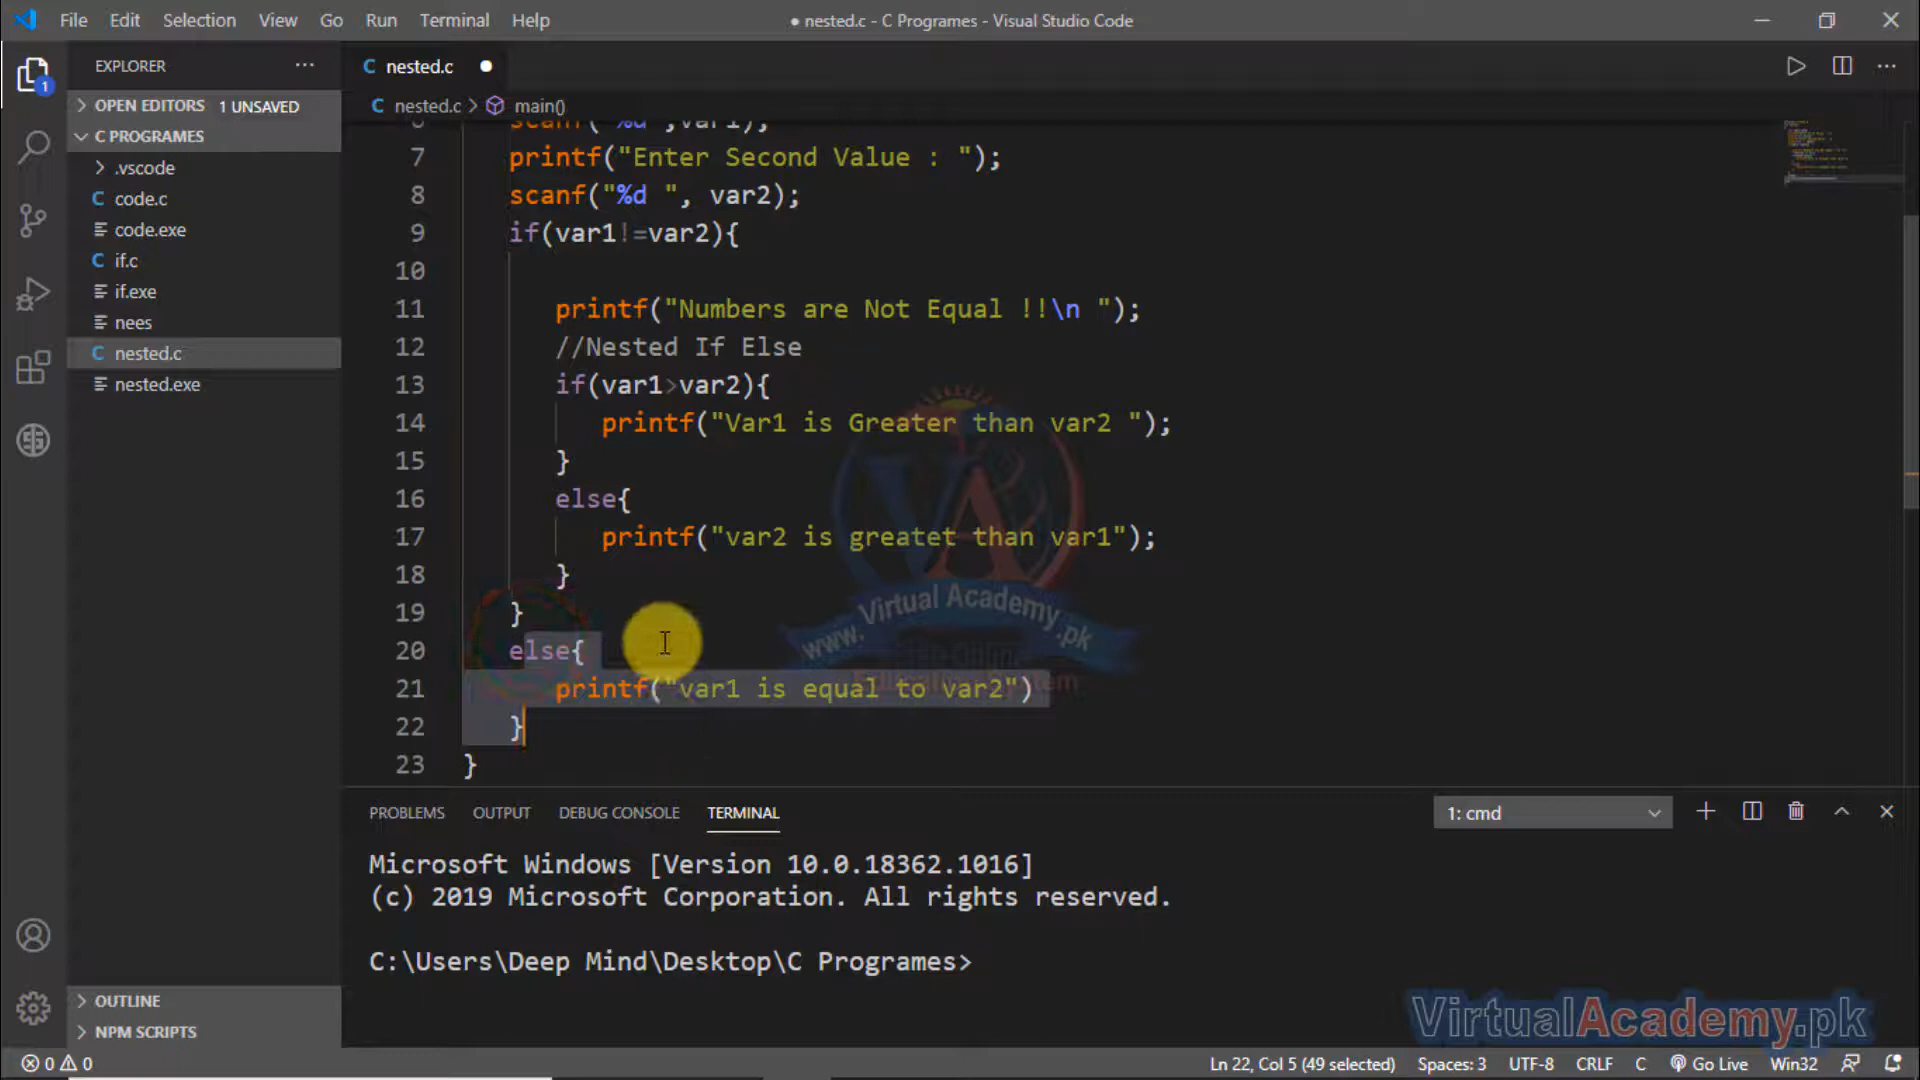 File Edit Selection View Go Run Terminal Help
● nested.c - C Programes - Visual Studio Code
EXPLORER
nested.c
OPEN EDITORS 1 UNSAVED
nested.c > main()
C PROGRAMES
.vscode
code.c
code.exe
if.c
if.exe
nees
nested.c
nested.exe
6 scanf("%d",var1);
7 printf("Enter Second Value : ");
8 scanf("%d ", var2);
9 if(var1!=var2){
10
11 printf("Numbers are Not Equal !!\n ");
12 //Nested If Else
13 if(var1>var2){
14 printf("Var1 is Greater than var2 ");
15 }
16 else{
17 printf("var2 is greatet than var1");
18 }
19 }
20 else{
21 printf("var1 is equal to var2")
22 }
23 }
VA
www.VirtualAcademy.pk
PROBLEMS OUTPUT DEBUG CONSOLE TERMINAL 1: cmd
Microsoft Windows [Version 10.0.18362.1016]
(c) 2019 Microsoft Corporation. All rights reserved.
C:\Users\Deep Mind\Desktop\C Programes>
OUTLINE
NPM SCRIPTS
VirtualAcademy.pk
0 0 Ln 22, Col 5 (49 selected) Spaces: 3 UTF-8 CRLF C Go Live Win32